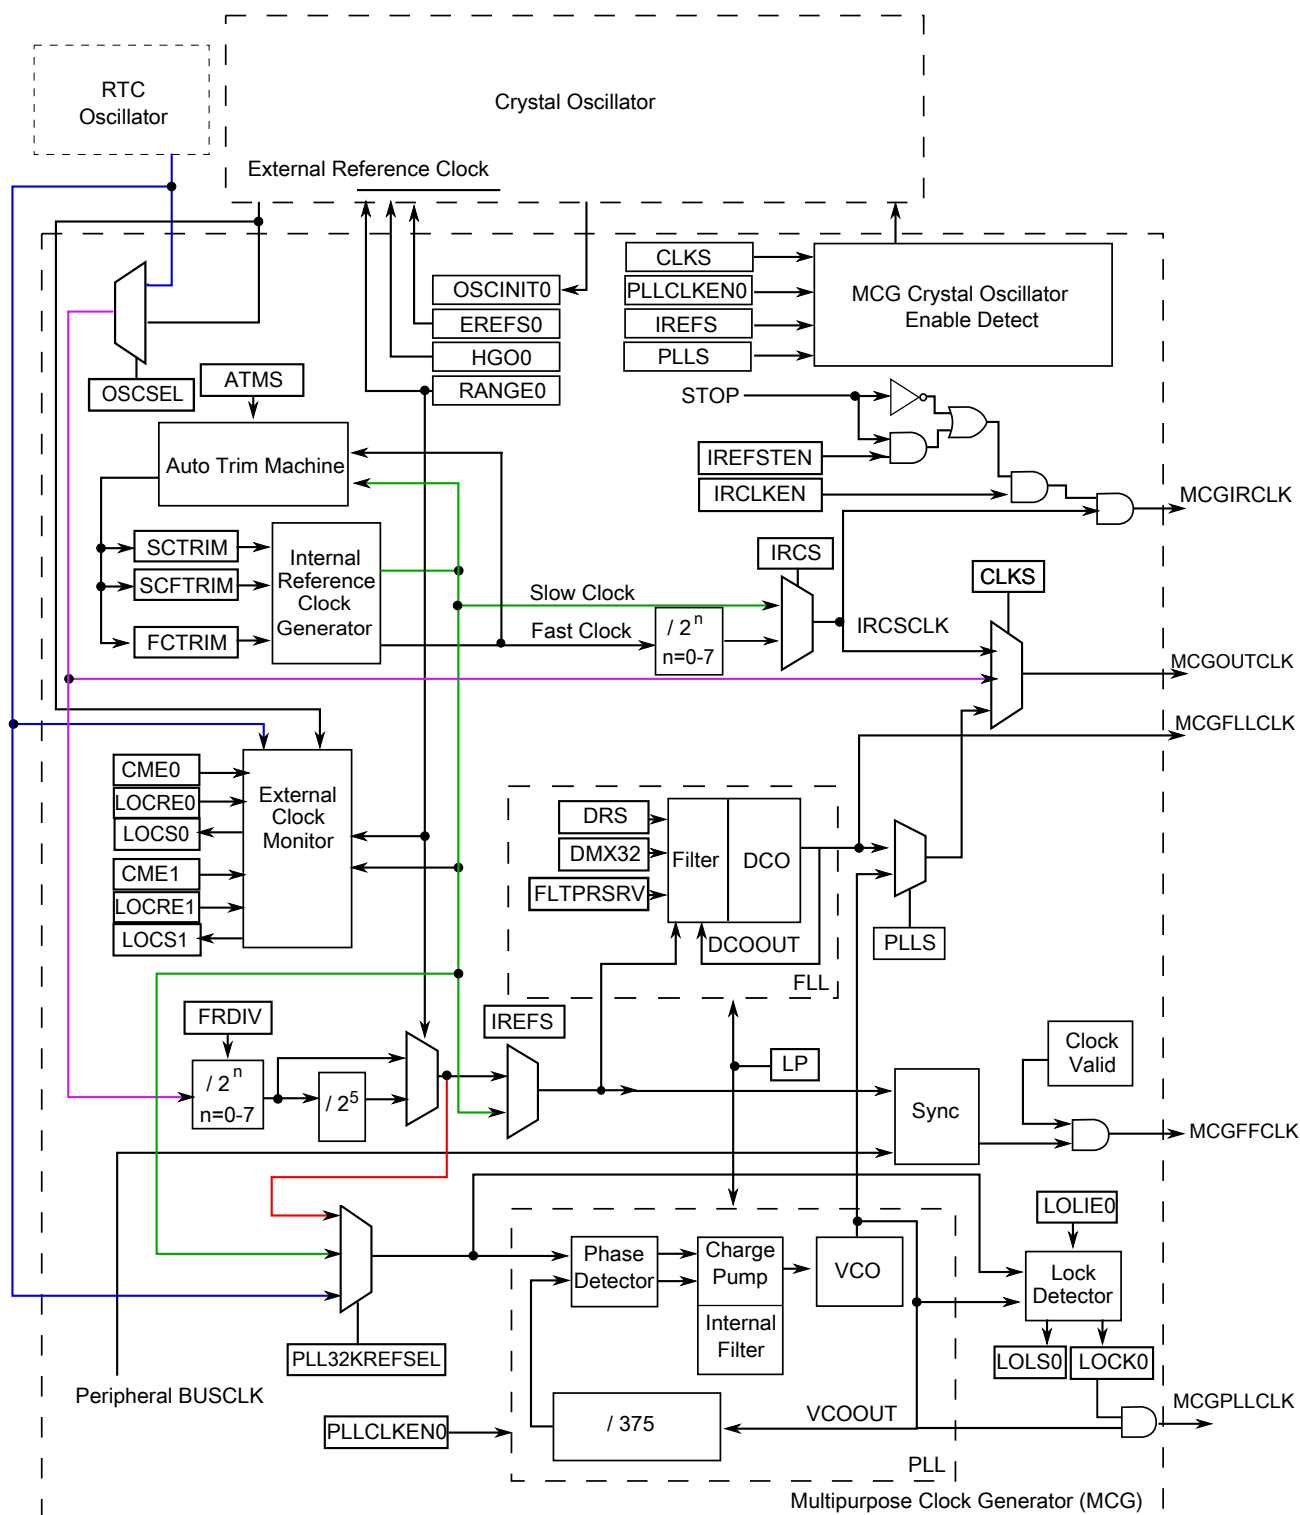 RTC
Oscillator
Crystal Oscillator
External Reference Clock
CLKS
PLLCLKEN0
IREFS
PLLS
MCG Crystal Oscillator
Enable Detect
OSCINIT0
EREFS0
HGO0
RANGE0
OSCSEL
ATMS
STOP
Auto Trim Machine
IREFSTEN
IRCLKEN
MCGIRCLK
SCTRIM
SCFTRIM
FCTRIM
Internal
Reference
Clock
Generator
IRCS
CLKS
Slow Clock
Fast Clock
/ 2n
n=0-7
IRCSCLK
MCGOUTCLK
MCGFLLCLK
CME0
LOCRE0
LOCS0
CME1
LOCRE1
LOCS1
External
Clock
Monitor
DRS
DMX32
FLTPRSRV
Filter
DCO
DCOOUT
FLL
PLLS
FRDIV
IREFS
/ 2n
n=0-7
/ 25
LP
Clock
Valid
Sync
MCGFFCLK
LOLIE0
Phase
Detector
Charge
Pump
Internal
Filter
VCO
Lock
Detector
LOLS0
LOCK0
PLL32KREFSEL
Peripheral BUSCLK
PLLCLKEN0
/ 375
VCOOUT
MCGPLLCLK
PLL
Multipurpose Clock Generator (MCG)